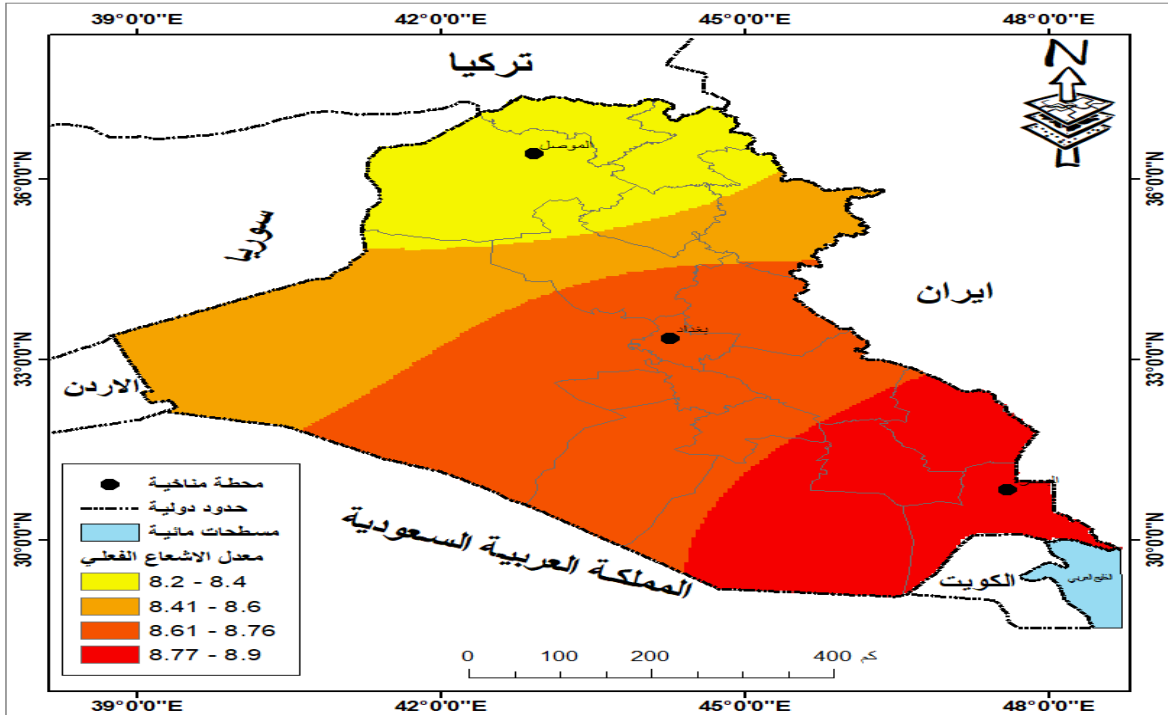 39°0'0"E 42°0'0"E 45°0'0"E 48°0'0"E
N
تركيا
الموصل
36°0'0"N 36°0'0"N
سوريا
ايران
بغداد
33°0'0"N 33°0'0"N
الاردن
محطة مناخية
حدود دولية
مسطحات مائية
معدل الاشعاع الفعلي
8.2 - 8.4
8.41 - 8.6
8.61 - 8.76
8.77 - 8.9
30°0'0"N 30°0'0"N
المملكة العربية السعودية
الكويت
الخليج العربي
0 100 200 400 كم
39°0'0"E 42°0'0"E 45°0'0"E 48°0'0"E